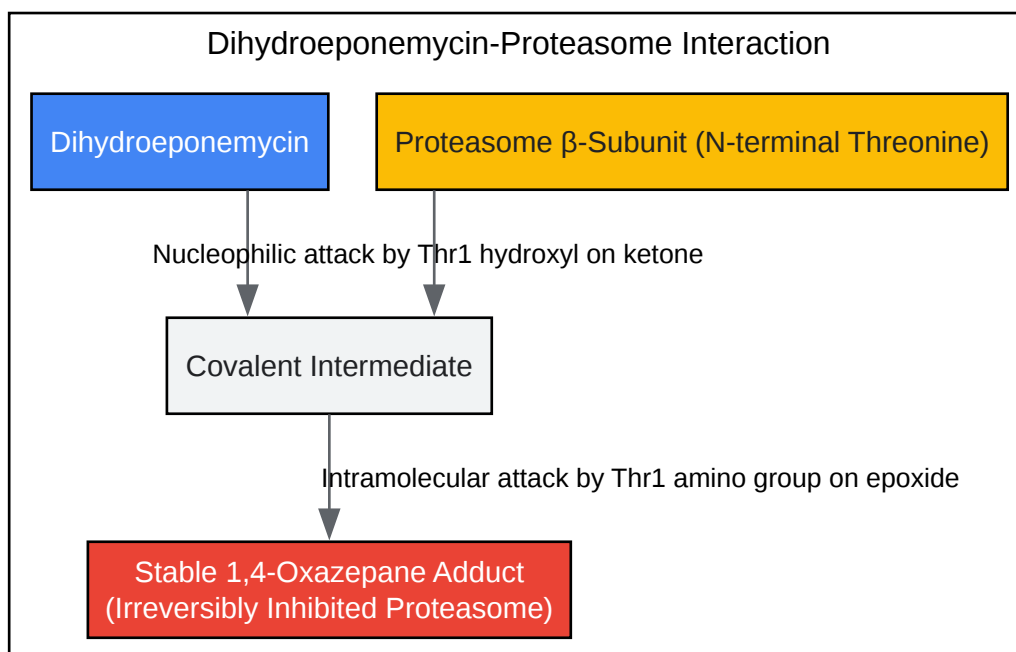 Dihydroeponemycin-Proteasome Interaction
Dihydroeponemycin
Proteasome β-Subunit (N-terminal Threonine)
Nucleophilic attack by Thr1 hydroxyl on ketone
Covalent Intermediate
Intramolecular attack by Thr1 amino group on epoxide
Stable 1,4-Oxazepane Adduct
(Irreversibly Inhibited Proteasome)